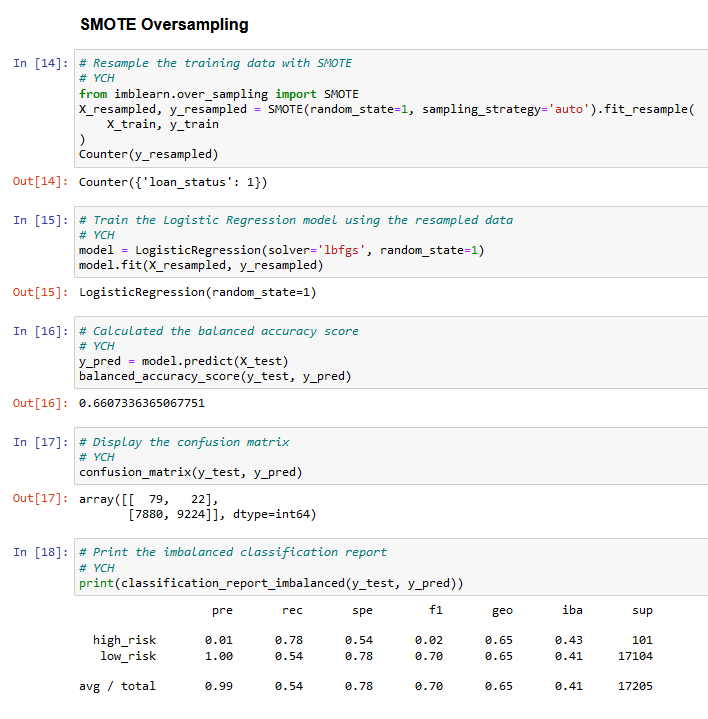 SMOTE Oversampling
In [14]: # Resample the training data with SMOTE
# YCH
from imblearn.over_sampling import SMOTE
X_resampled, y_resampled = SMOTE(random_state=1, sampling_strategy='auto').fit_resample(
    X_train, y_train
)
Counter(y_resampled)
Out[14]: Counter({'loan_status': 1})
In [15]: # Train the Logistic Regression model using the resampled data
# YCH
model = LogisticRegression(solver='lbfgs', random_state=1)
model.fit(X_resampled, y_resampled)
Out[15]: LogisticRegression(random_state=1)
In [16]: # Calculated the balanced accuracy score
# YCH
y_pred = model.predict(X_test)
balanced_accuracy_score(y_test, y_pred)
Out[16]: 0.6607336365067751
In [17]: # Display the confusion matrix
# YCH
confusion_matrix(y_test, y_pred)
Out[17]: array([[  79,   22],
       [7880, 9224]], dtype=int64)
In [18]: # Print the imbalanced classification report
# YCH
print(classification_report_imbalanced(y_test, y_pred))
pre rec spe f1 geo iba sup
high_risk 0.01 0.78 0.54 0.02 0.65 0.43 101
low_risk 1.00 0.54 0.78 0.70 0.65 0.41 17104
avg / total 0.99 0.54 0.78 0.70 0.65 0.41 17205